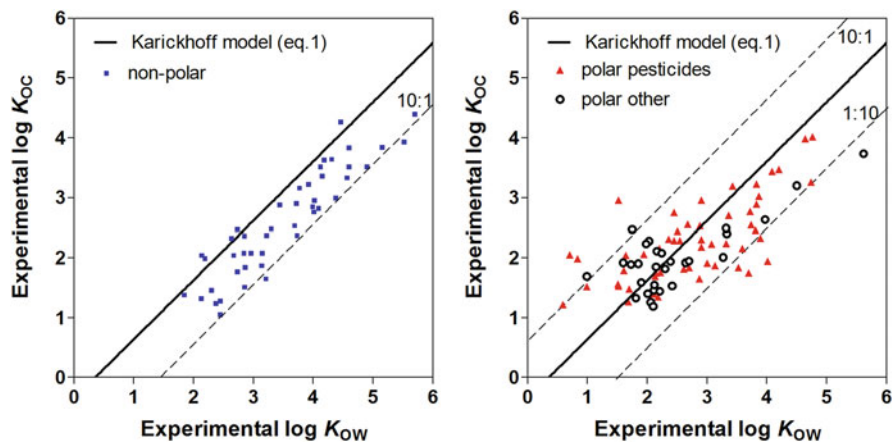 6
5
4
3
2
1
0
0 1 2 3 4 5 6
Experimental log KOC
Experimental log KOW
Karickhoff model (eq.1)
non-polar
10:1
6
5
4
3
2
1
0
0 1 2 3 4 5 6
Experimental log KOC
Experimental log KOW
Karickhoff model (eq.1)
polar pesticides
polar other
10:1
1:10